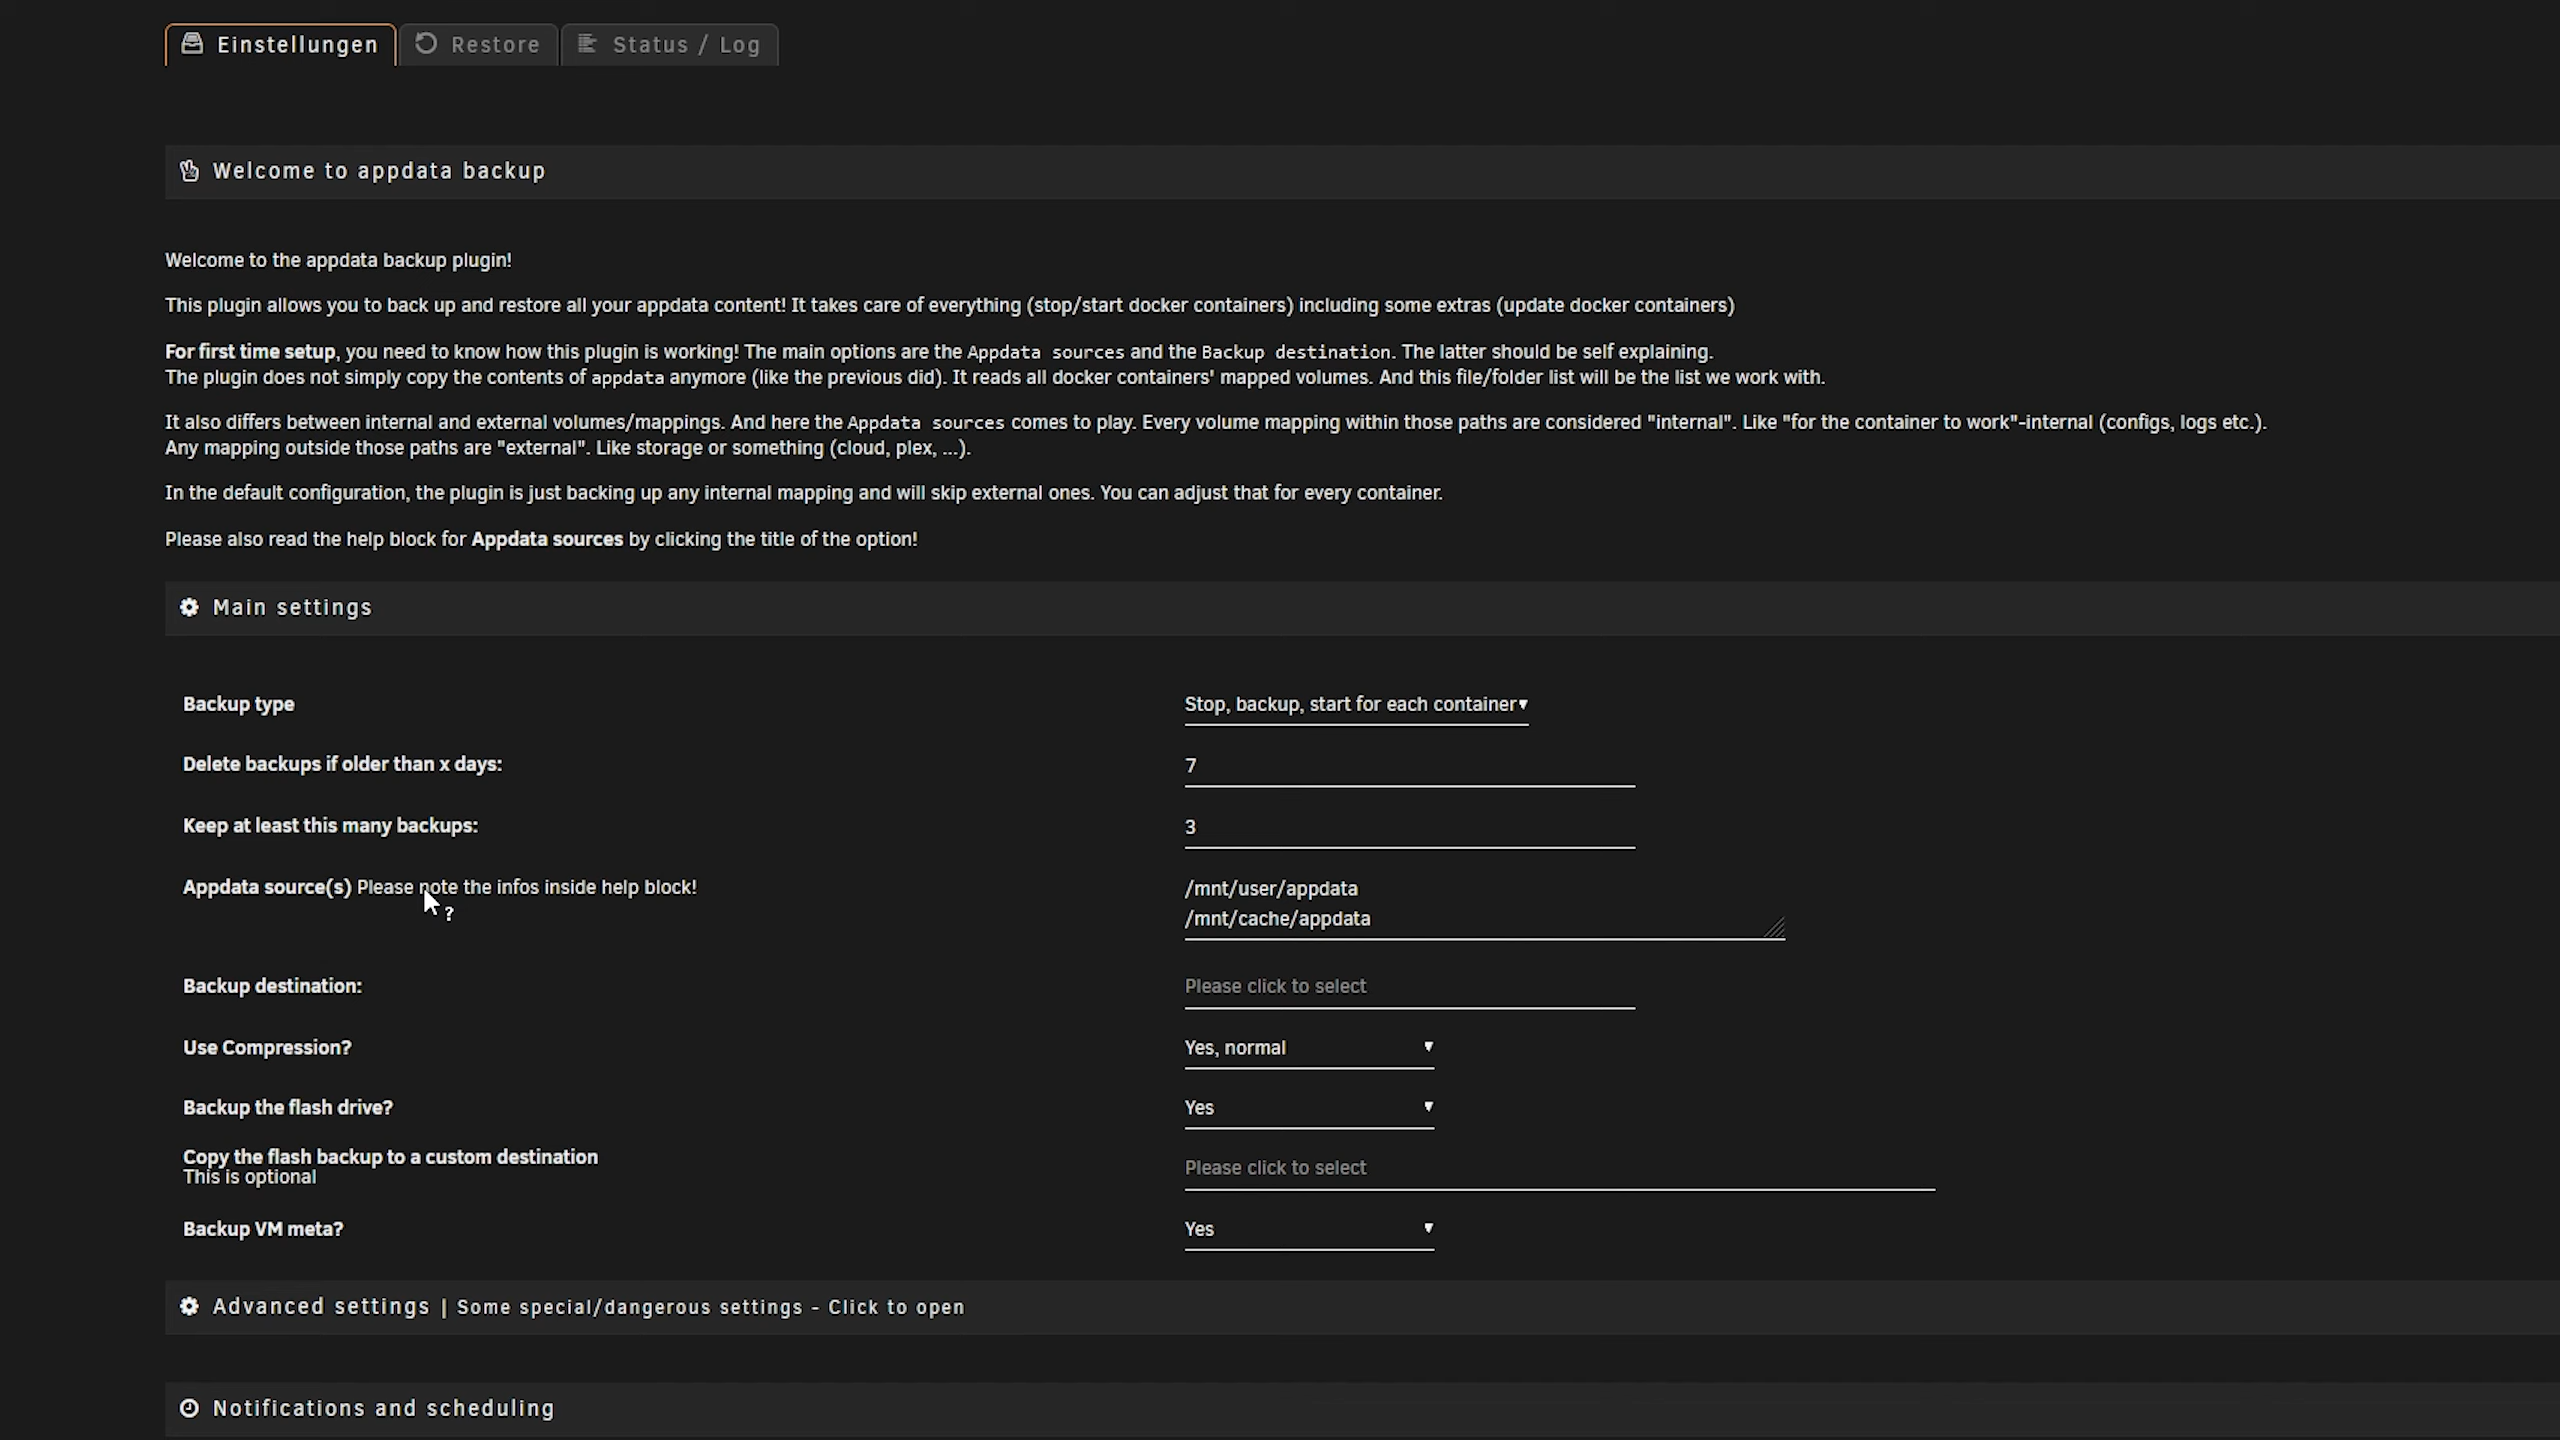 Einstellungen
Restore
Status / Log
Welcome to appdata backup
Welcome to the appdata backup plugin!
This plugin allows you to back up and restore all your appdata content! It takes care of everything (stop/start docker containers) including some extras (update docker containers)
For first time setup, you need to know how this plugin is working! The main options are the Appdata sources and the Backup destination. The latter should be self explaining.
The plugin does not simply copy the contents of appdata anymore (like the previous did). It reads all docker containers' mapped volumes. And this file/folder list will be the list we work with.
It also differs between internal and external volumes/mappings. And here the Appdata sources comes to play. Every volume mapping within those paths are considered "internal". Like "for the container to work"-internal (configs, logs etc.).
Any mapping outside those paths are "external". Like storage or something (cloud, plex, ...).
In the default configuration, the plugin is just backing up any internal mapping and will skip external ones. You can adjust that for every container.
Please also read the help block for Appdata sources by clicking the title of the option!
Main settings
Backup type
Stop, backup, start for each container
Delete backups if older than x days:
7
Keep at least this many backups:
3
Appdata source(s) Please note the infos inside help block!
/mnt/user/appdata
/mnt/cache/appdata
Backup destination:
Please click to select
Use Compression?
Yes, normal
Backup the flash drive?
Yes
Copy the flash backup to a custom destination
This is optional
Please click to select
Backup VM meta?
Yes
Advanced settings | Some special/dangerous settings - Click to open
Notifications and scheduling